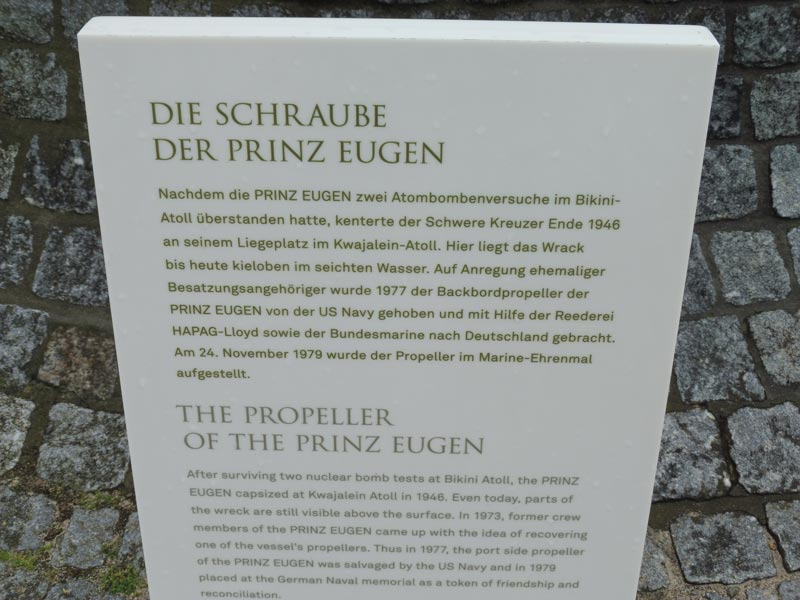 DIE SCHRAUBE
DER PRINZ EUGEN
Nachdem die PRINZ EUGEN zwei Atombombenversuche im Bikini-
Atoll überstanden hatte, kenterte der Schwere Kreuzer Ende 1946
an seinem Liegeplatz im Kwajalein-Atoll. Hier liegt das Wrack
bis heute kieloben im seichten Wasser. Auf Anregung ehemaliger
Besatzungsangehöriger wurde 1977 der Backbordpropeller der
PRINZ EUGEN von der US Navy gehoben und mit Hilfe der Reederei
HAPAG-Lloyd sowie der Bundesmarine nach Deutschland gebracht.
Am 24. November 1979 wurde der Propeller im Marine-Ehrenmal
aufgestellt.
THE PROPELLER
OF THE PRINZ EUGEN
After surviving two nuclear bomb tests at Bikini Atoll, the PRINZ
EUGEN capsized at Kwajalein Atoll in 1946. Even today, parts of
the wreck are still visible above the surface. In 1973, former crew
members of the PRINZ EUGEN came up with the idea of recovering
one of the vessel's propellers. Thus in 1977, the port side propeller
of the PRINZ EUGEN was salvaged by the US Navy and in 1979
placed at the German Naval memorial as a token of friendship and
reconciliation.